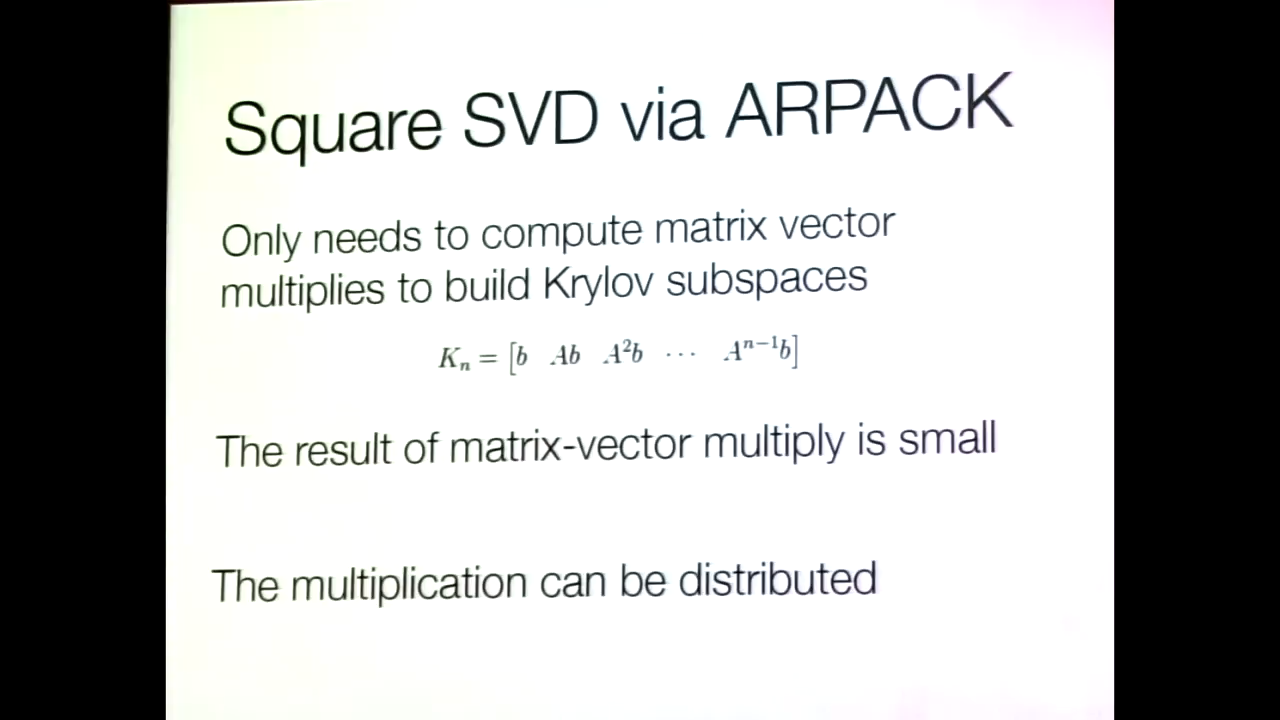 Square SVD via ARPACK
Only needs to compute matrix vector
multiplies to build Krylov subspaces
Kₙ = [b Ab A²b ⋯ Aⁿ⁻¹b]
The result of matrix-vector multiply is small
The multiplication can be distributed